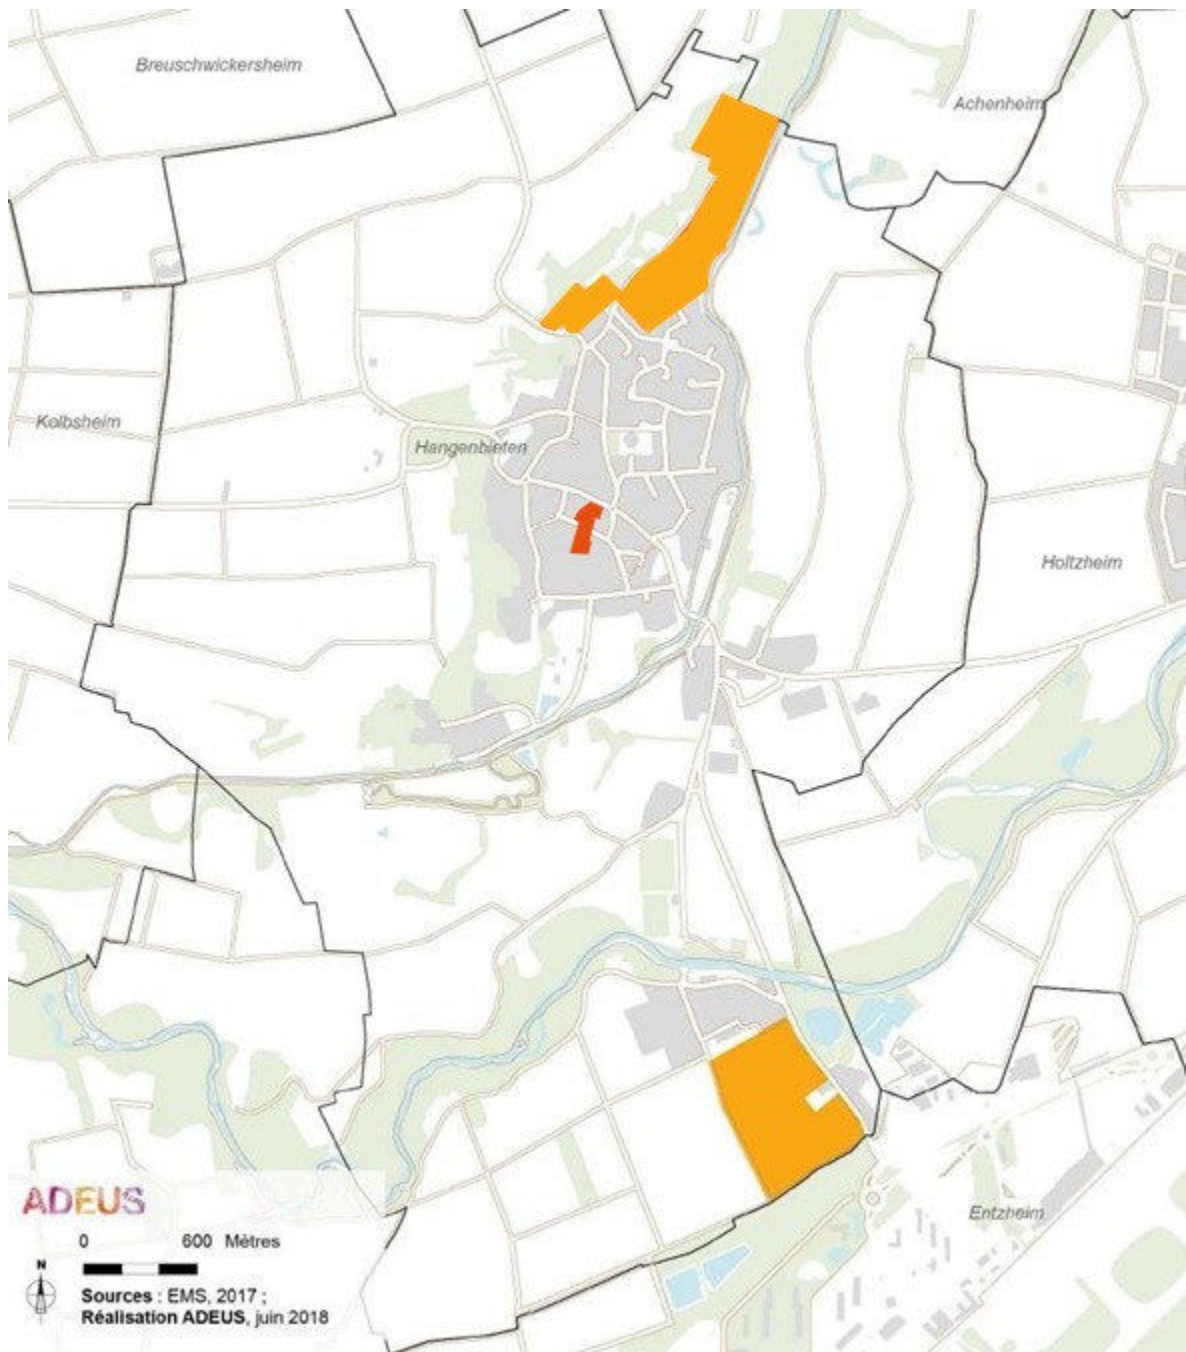 Breuschwickersheim
Achenheim
Kolbsheim
Hangenbieten
Holtzheim
Entzheim
ADEUS
0 600 Mètres
N
Sources : EMS, 2017 ;
Réalisation ADEUS, juin 2018